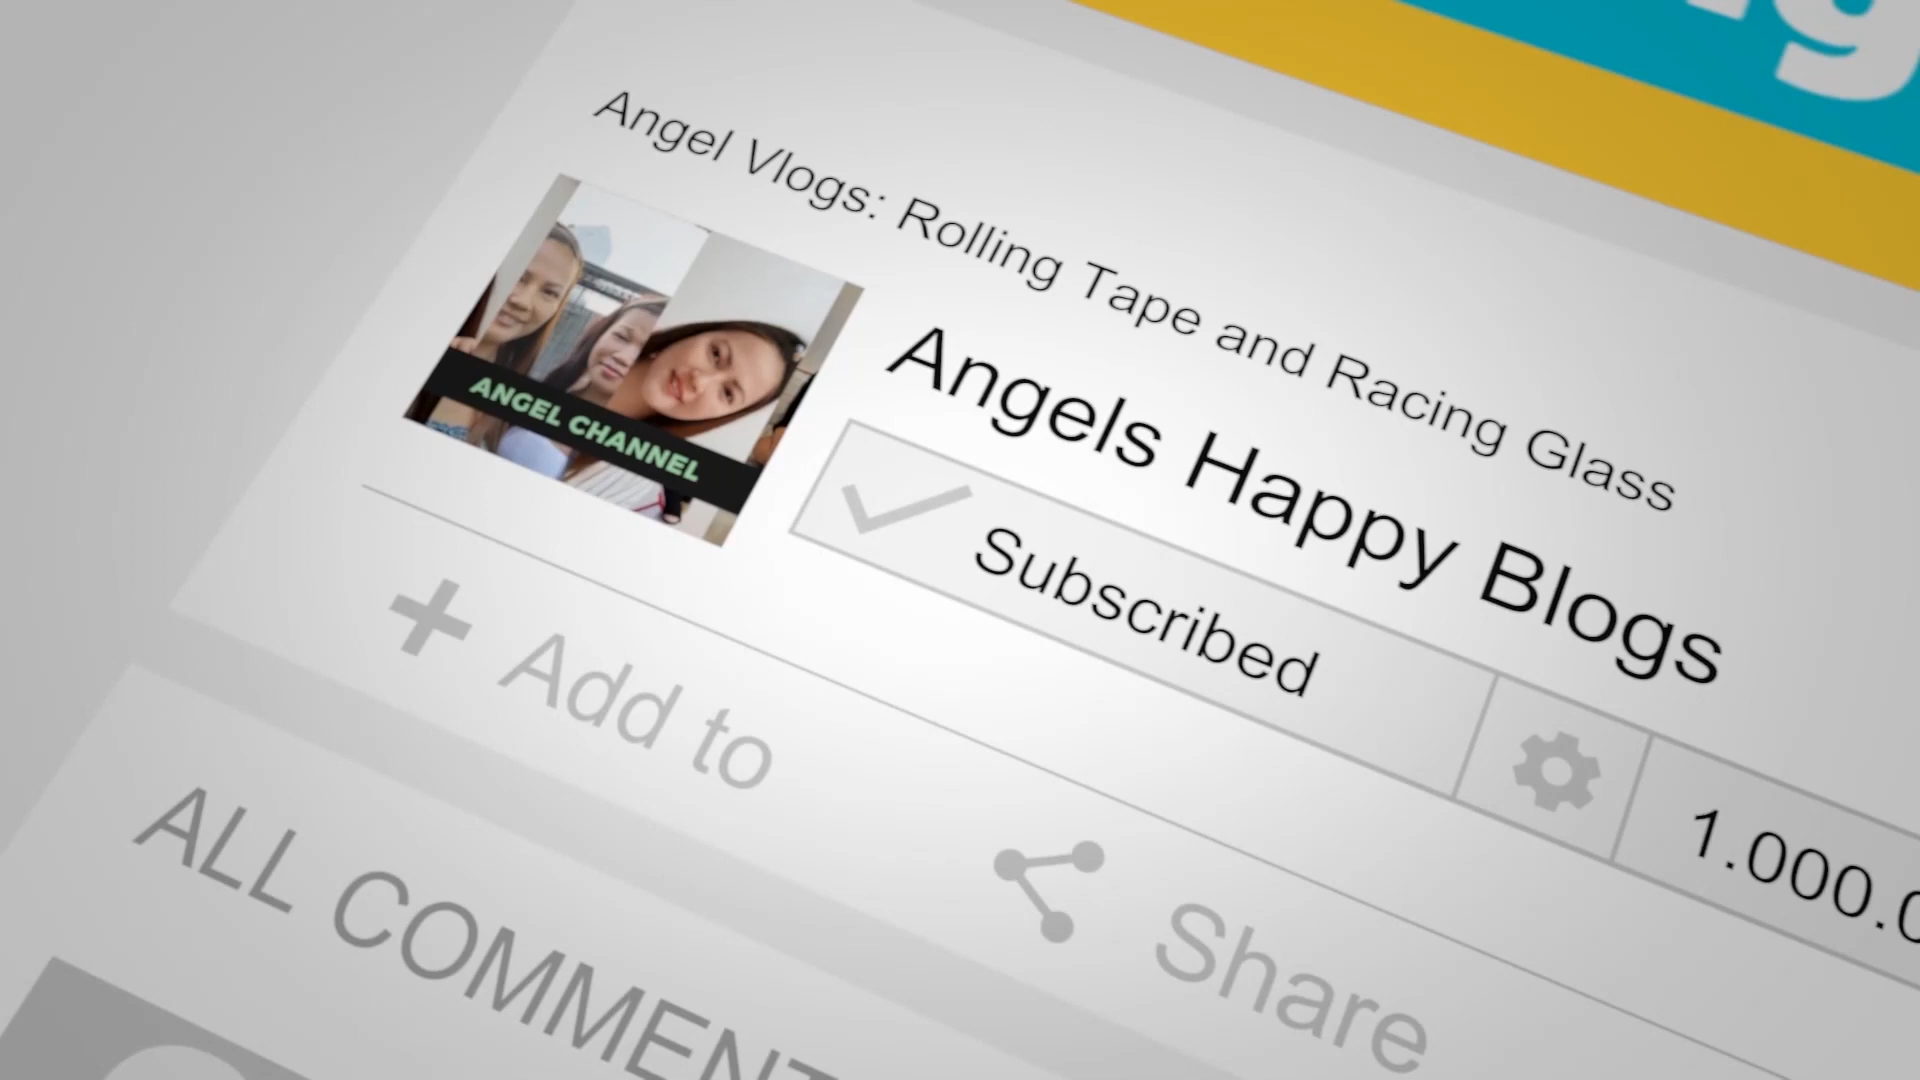 Angel Vlogs: Rolling Tape and Racing Glass
Angels Happy Blogs
ANGEL CHANNEL
Subscribed
1.000.0
Add to
Share
ALL COMMENT